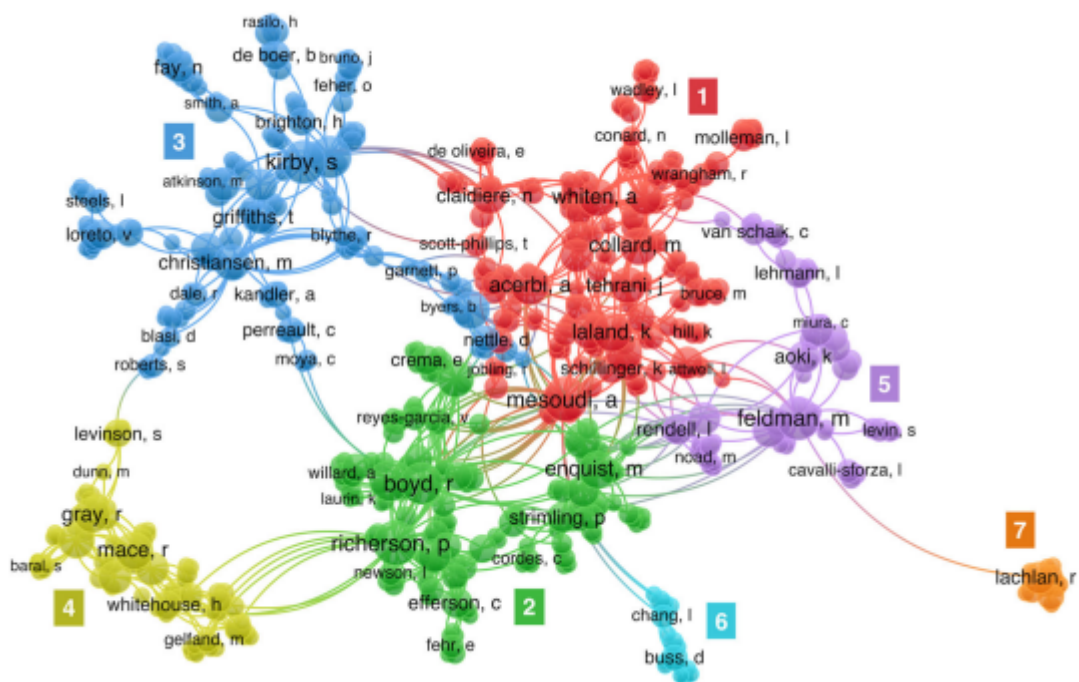 rasilo, h
de boer, b
bruno, j
fay, n
feher, o
smith, a
wadley, l
1
brighton, h
conard, n
molleman, l
3
kirby, s
de oliveira, e
wrangham, r
atkinson, m
claidiere, n
whiten, a
steels, l
griffiths, t
van schaik, c
loreto, v
blythe, r
scott-phillips, t
collard, m
christiansen, m
garnett, p
lehmann, l
dale, r
kandler, a
acerbi, a
tehrani, j
bruce, m
byers, b
blasi, d
perreault, c
laland, k
hill, k
miura, c
nettle, d
roberts, s
moya, c
crema, e
jobling, t
schillinger, k
attwell, l
aoki, k
5
mesoudi, a
reyes-garcia, v
feldman, m
levinson, s
rendell, l
levin, s
dunn, m
willard, a
boyd, r
enquist, m
noad, m
cavalli-sforza, l
laurin, k
gray, r
strimling, p
mace, r
richerson, p
7
baral, s
newson, l
cordes, c
lachlan, r
4
whitehouse, h
efferson, c
2
chang, l
6
gelfand, m
fehr, e
buss, d